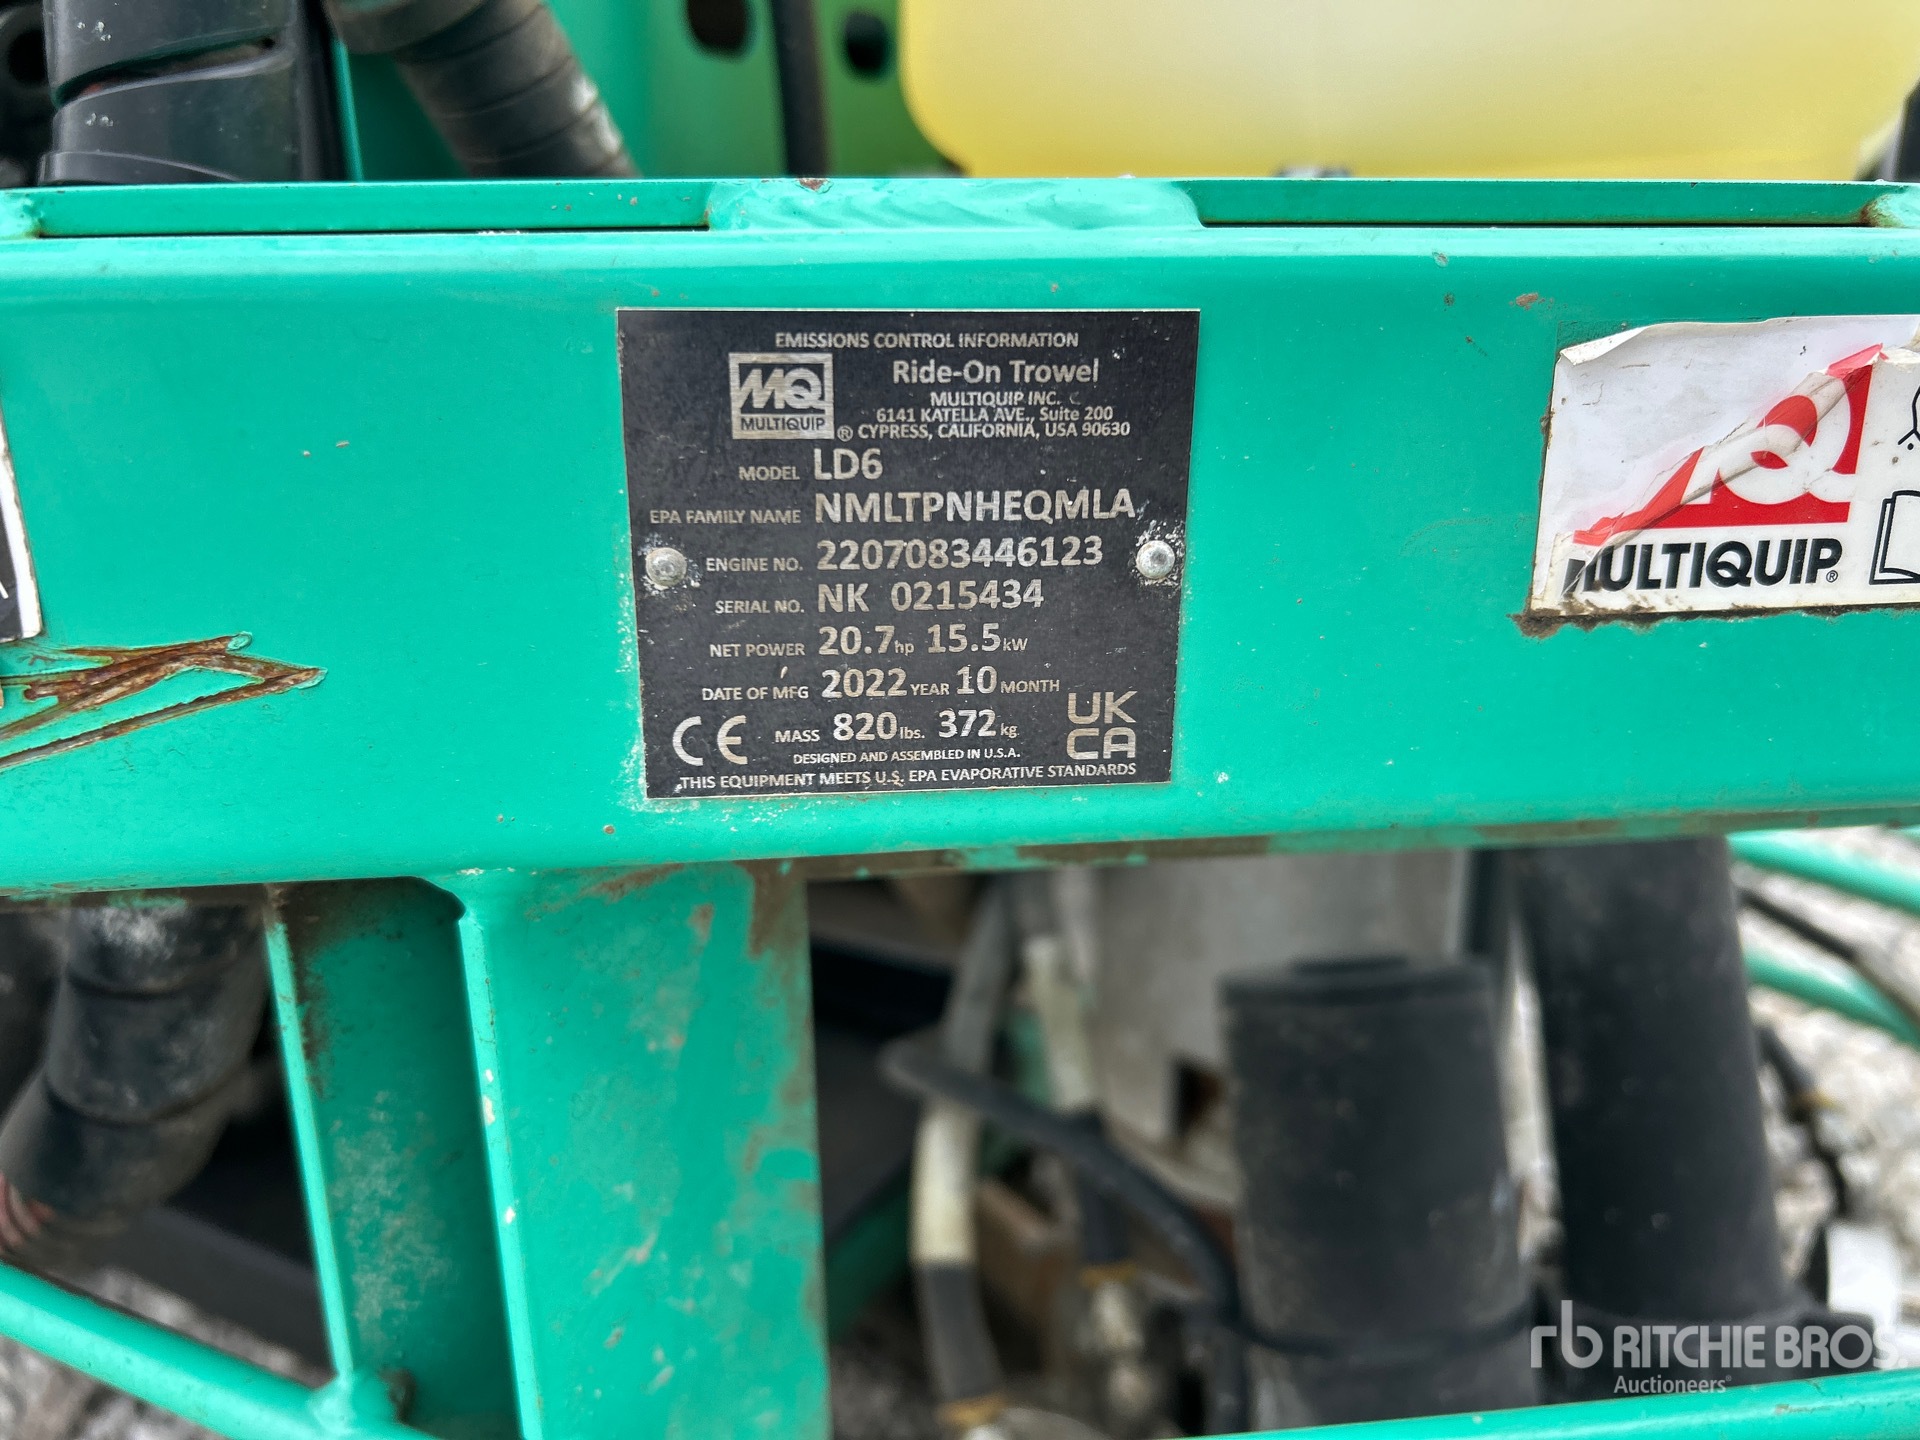 EMISSIONS CONTROL INFORMATION
MQ
MULTIQUIP
®
Ride-On Trowel
MULTIQUIP INC.
6141 KATELLA AVE., Suite 200
CYPRESS, CALIFORNIA, USA 90630
MODEL LD6
EPA FAMILY NAME NMLTPNHEQMLA
ENGINE NO. 2207083446123
SERIAL NO. NK 0215434
NET POWER 20.7hp 15.5kW
DATE OF MFG 2022 YEAR 10 MONTH
CE MASS 820 lbs. 372 kg
UK
CA
DESIGNED AND ASSEMBLED IN U.S.A.
THIS EQUIPMENT MEETS U.S. EPA EVAPORATIVE STANDARDS
MULTIQUIP®
rb RITCHIE BROS.
Auctioneers